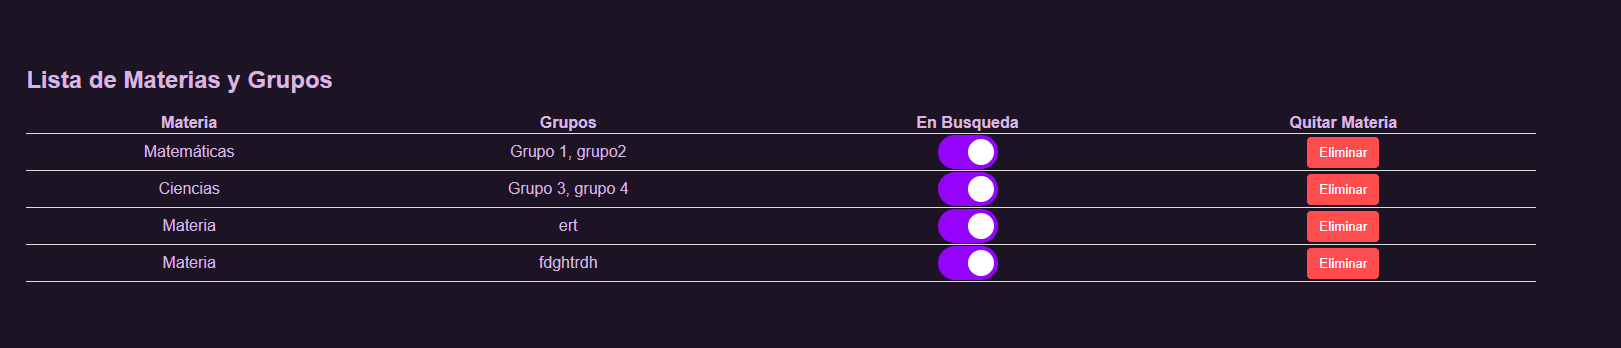 Lista de Materias y Grupos
Materia Grupos En Busqueda Quitar Materia
Matemáticas Grupo 1, grupo2 Eliminar
Ciencias Grupo 3, grupo 4 Eliminar
Materia ert Eliminar
Materia fdghtrdh Eliminar